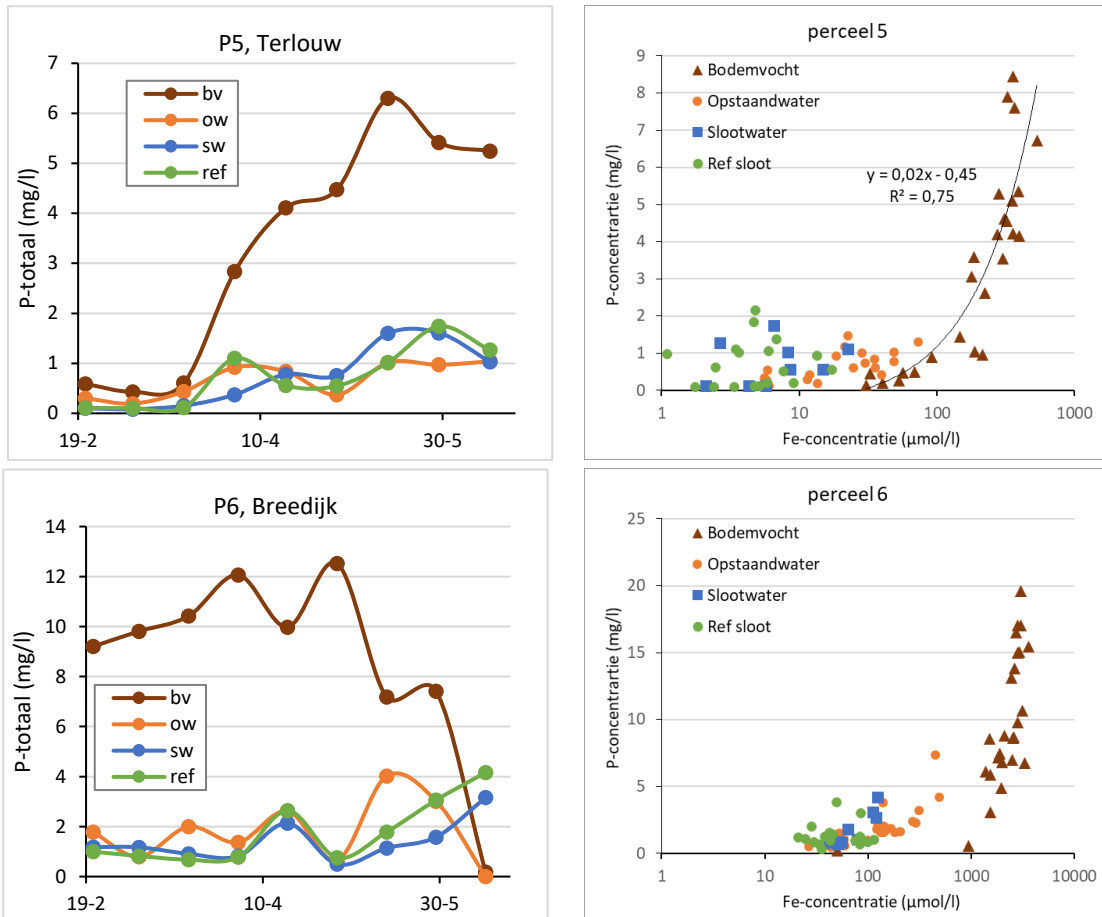 P5, Terlouw
P-totaal (mg/l)
7
6
5
4
3
2
1
0
bv
ow
sw
ref
19-2
10-4
30-5
perceel 5
P-concentrartie (mg/l)
9
8
7
6
5
4
3
2
1
0
Bodemvocht
Opstaandwater
Slootwater
Ref sloot
y = 0,02x - 0,45
R² = 0,75
1
10
100
1000
Fe-concentratie (µmol/l)
P6, Breedijk
P-totaal (mg/l)
14
12
10
8
6
4
2
0
bv
ow
sw
ref
19-2
10-4
30-5
perceel 6
P-concentrartie (mg/l)
25
20
15
10
5
0
Bodemvocht
Opstaandwater
Slootwater
Ref sloot
1
10
100
1000
10000
Fe-concentratie (µmol/l)